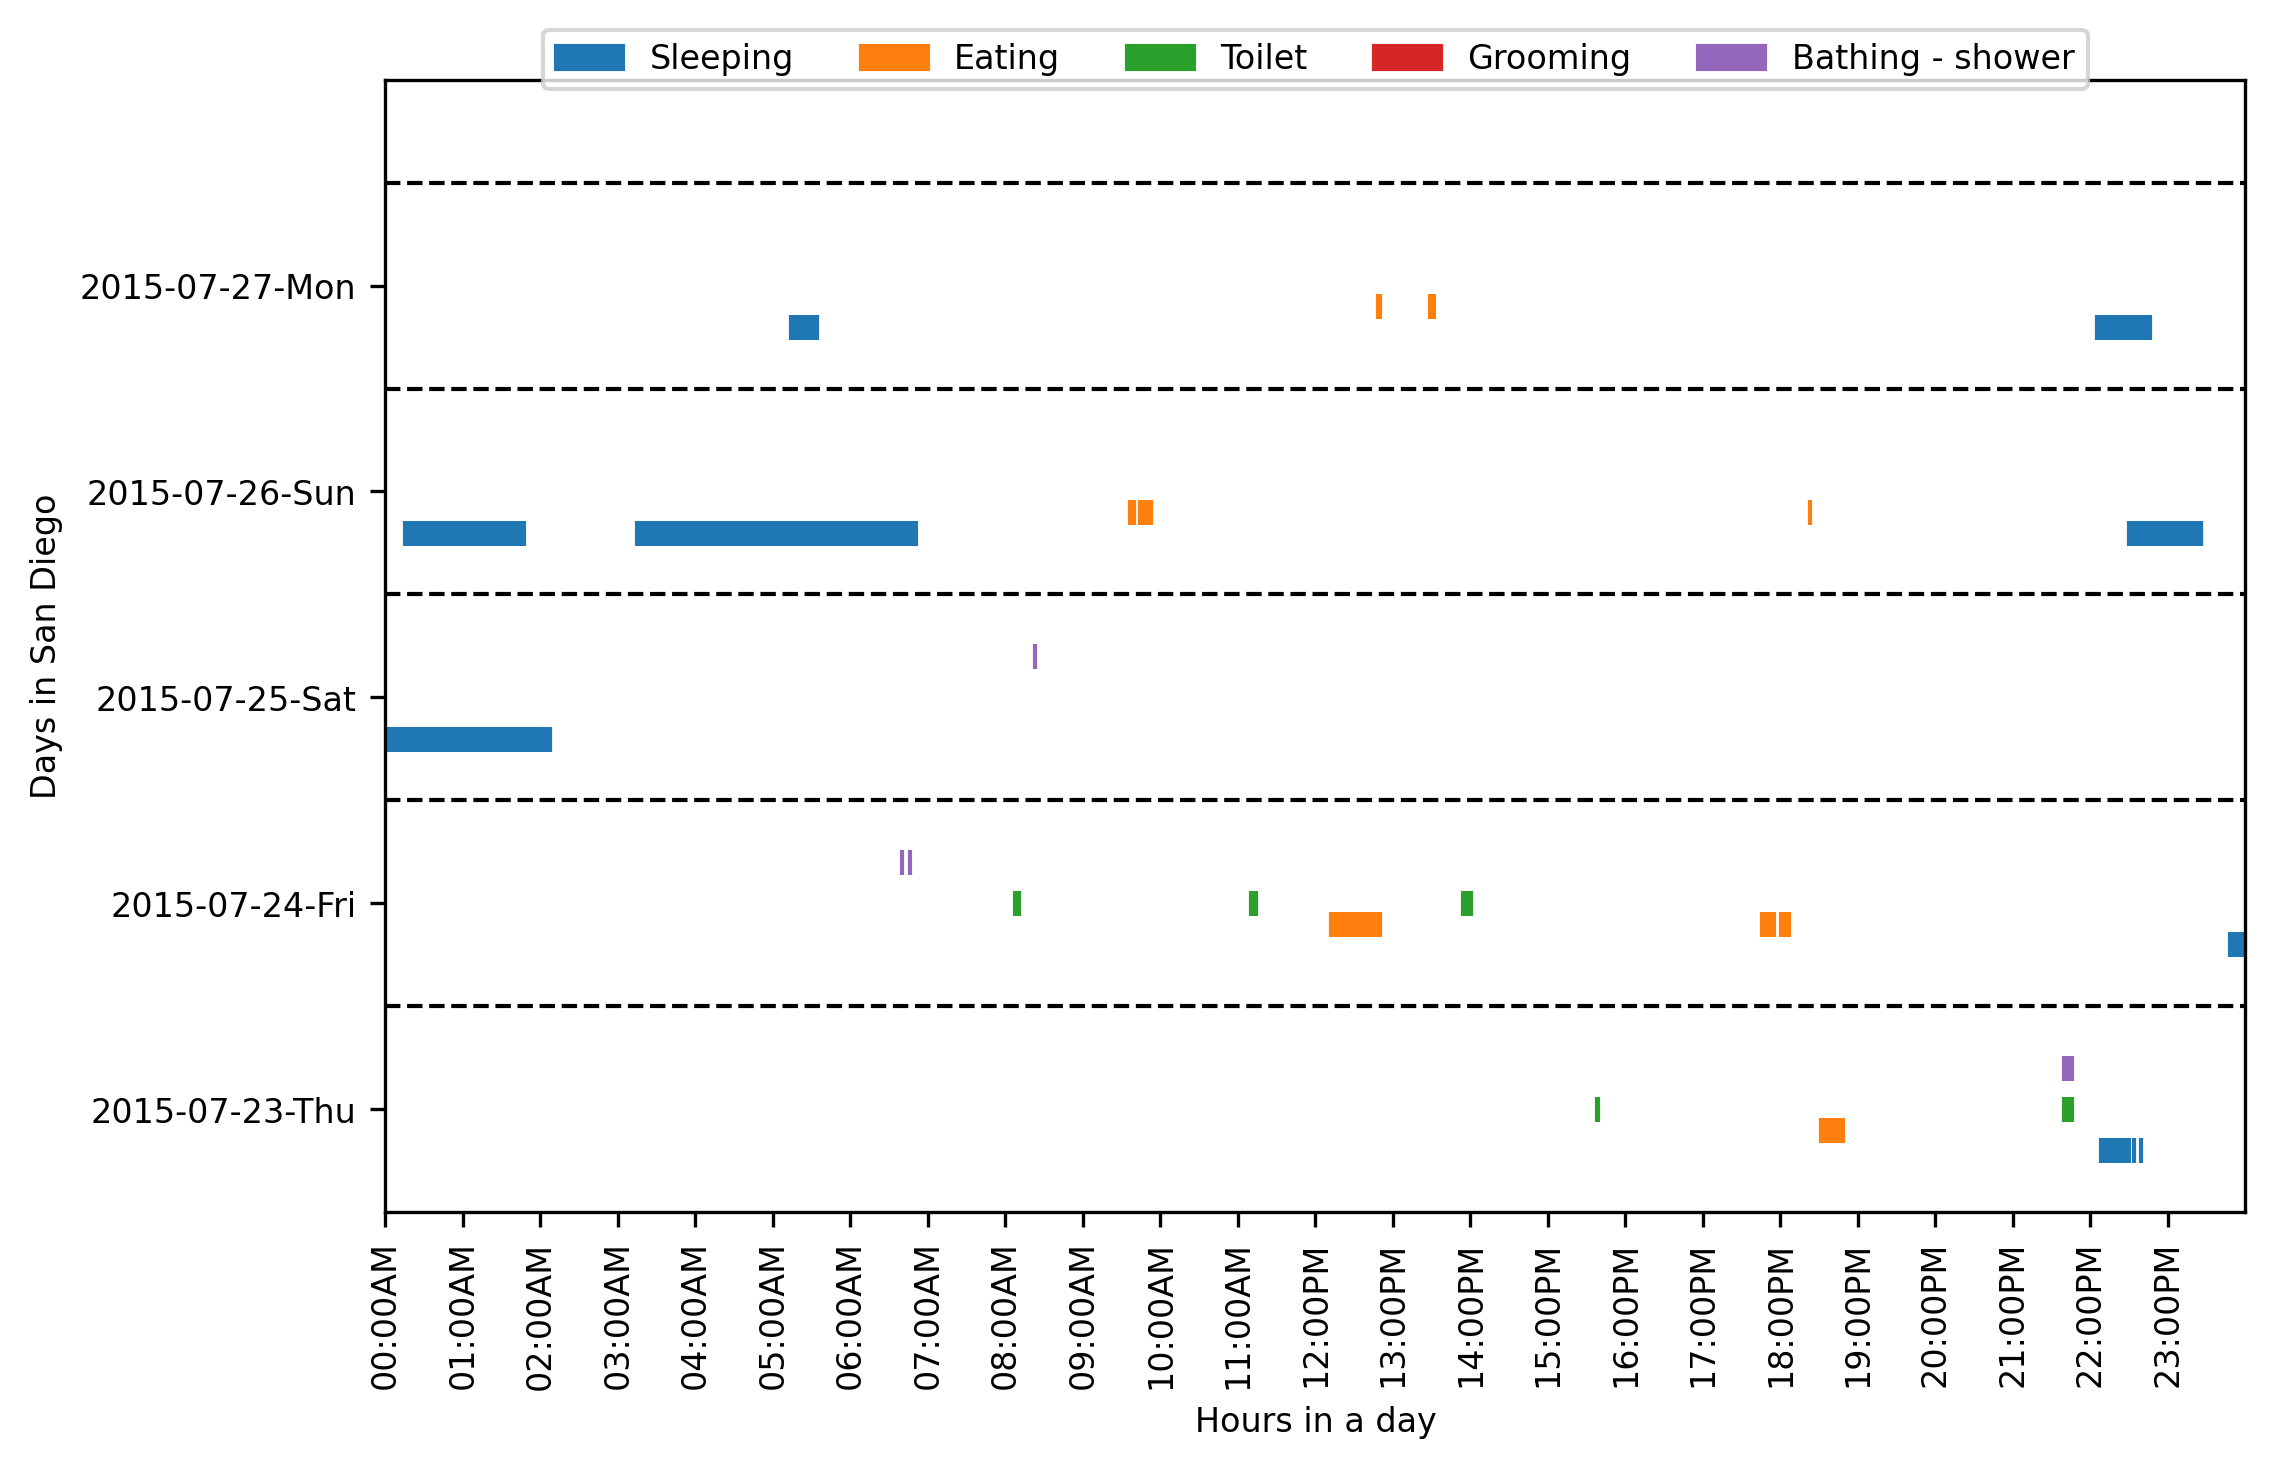 Sleeping Eating Toilet Grooming Bathing - shower
2015-07-27-Mon
2015-07-26-Sun
2015-07-25-Sat
2015-07-24-Fri
2015-07-23-Thu
Days in San Diego
00:00AM
01:00AM
02:00AM
03:00AM
04:00AM
05:00AM
06:00AM
07:00AM
08:00AM
09:00AM
10:00AM
11:00AM
12:00PM
13:00PM
14:00PM
15:00PM
16:00PM
17:00PM
18:00PM
19:00PM
20:00PM
21:00PM
22:00PM
23:00PM
Hours in a day